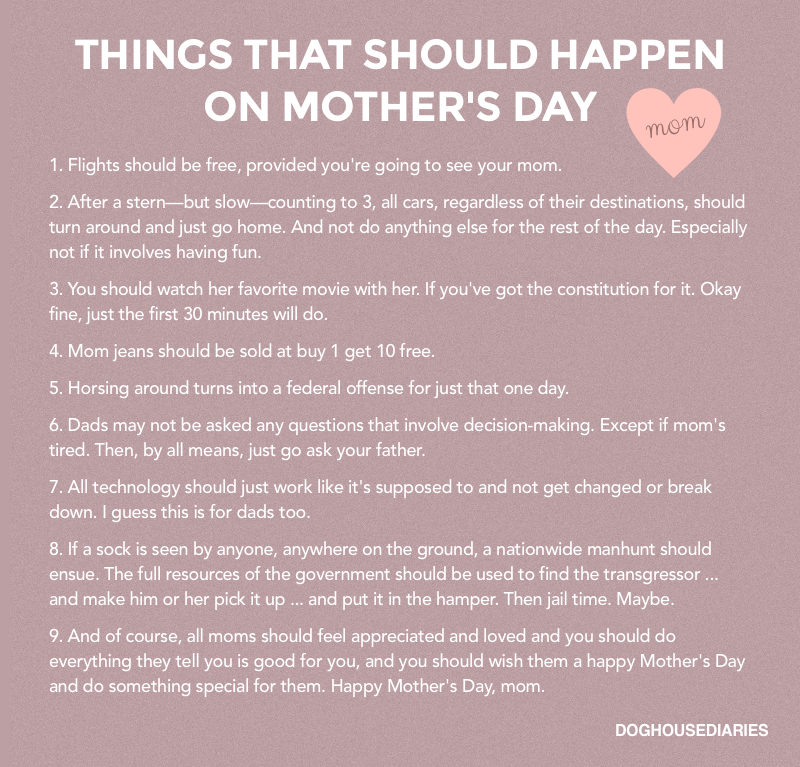 THINGS THAT SHOULD HAPPEN
ON MOTHER'S DAY
mom
1. Flights should be free, provided you're going to see your mom.
2. After a stern—but slow—counting to 3, all cars, regardless of their destinations, should
turn around and just go home. And not do anything else for the rest of the day. Especially
not if it involves having fun.
3. You should watch her favorite movie with her. If you've got the constitution for it. Okay
fine, just the first 30 minutes will do.
4. Mom jeans should be sold at buy 1 get 10 free.
5. Horsing around turns into a federal offense for just that one day.
6. Dads may not be asked any questions that involve decision-making. Except if mom's
tired. Then, by all means, just go ask your father.
7. All technology should just work like it's supposed to and not get changed or break
down. I guess this is for dads too.
8. If a sock is seen by anyone, anywhere on the ground, a nationwide manhunt should
ensue. The full resources of the government should be used to find the transgressor ...
and make him or her pick it up ... and put it in the hamper. Then jail time. Maybe.
9. And of course, all moms should feel appreciated and loved and you should do
everything they tell you is good for you, and you should wish them a happy Mother's Day
and do something special for them. Happy Mother's Day, mom.
DOGHOUSEDIARIES